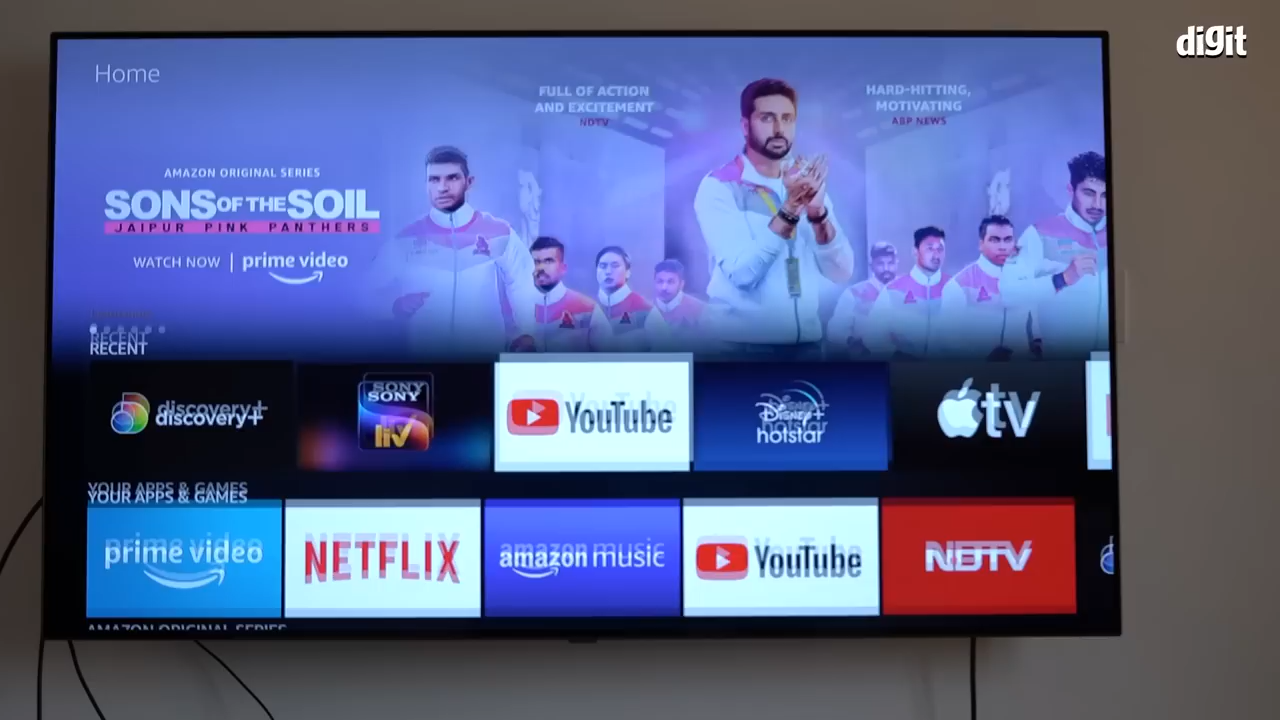 digit
Home
FULL OF ACTION
AND EXCITEMENT
NDTV
HARD-HITTING,
MOTIVATING
ABP NEWS
AMAZON ORIGINAL SERIES
SONS OF THE SOIL
JAIPUR PINK PANTHERS
WATCH NOW | prime video
RECENT
discovery+
SONY
liv
YouTube
Disney+
hotstar
tv
YOUR APPS & GAMES
prime video
NETFLIX
amazon music
YouTube
NDTV
AMAZON ORIGINAL SERIES